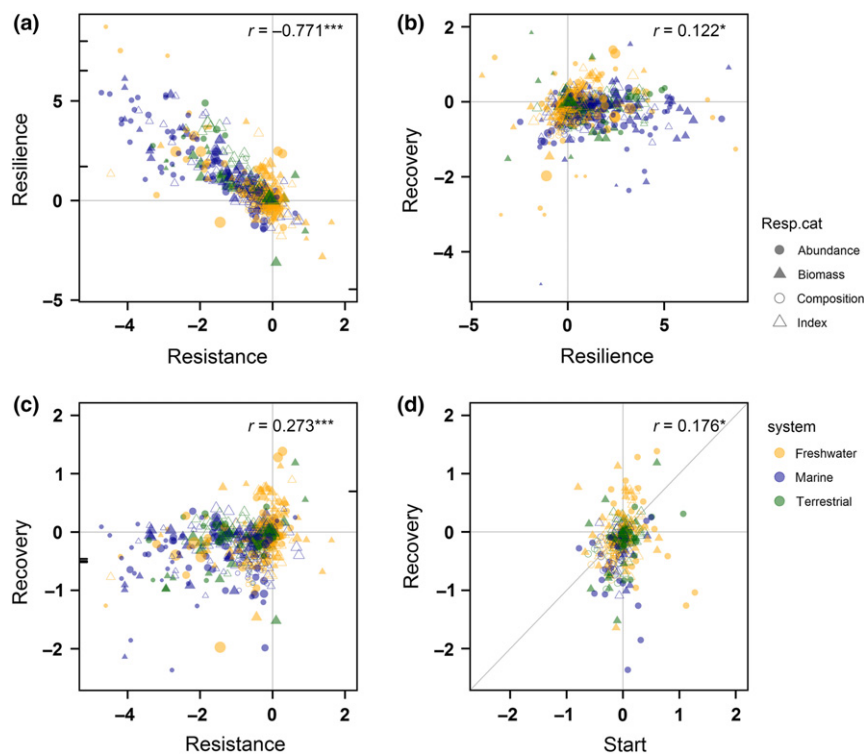 (a)
r = –0.771***
Resilience
5
0
–5
–4
–2
0
2
Resistance
(b)
r = 0.122*
Recovery
2
0
–2
–4
–5
0
5
Resilience
Resp.cat
Abundance
Biomass
Composition
Index
(c)
r = 0.273***
Recovery
2
1
0
–1
–2
–4
–2
0
2
Resistance
(d)
r = 0.176*
Recovery
2
1
0
–1
–2
–2
–1
0
1
2
Start
system
Freshwater
Marine
Terrestrial